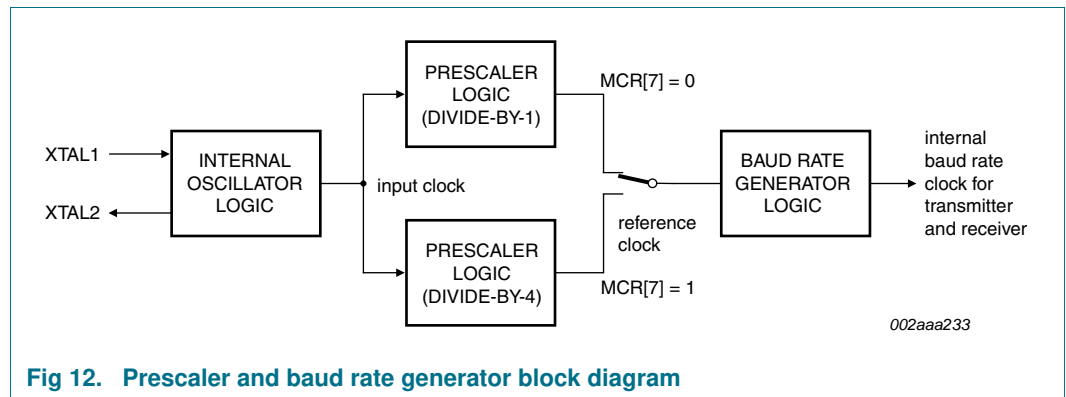 PRESCALER
LOGIC
(DIVIDE-BY-1)
MCR[7] = 0
XTAL1
XTAL2
INTERNAL
OSCILLATOR
LOGIC
input clock
BAUD RATE
GENERATOR
LOGIC
internal
baud rate
clock for
transmitter
and receiver
reference
clock
PRESCALER
LOGIC
(DIVIDE-BY-4)
MCR[7] = 1
002aaa233
Fig 12. Prescaler and baud rate generator block diagram